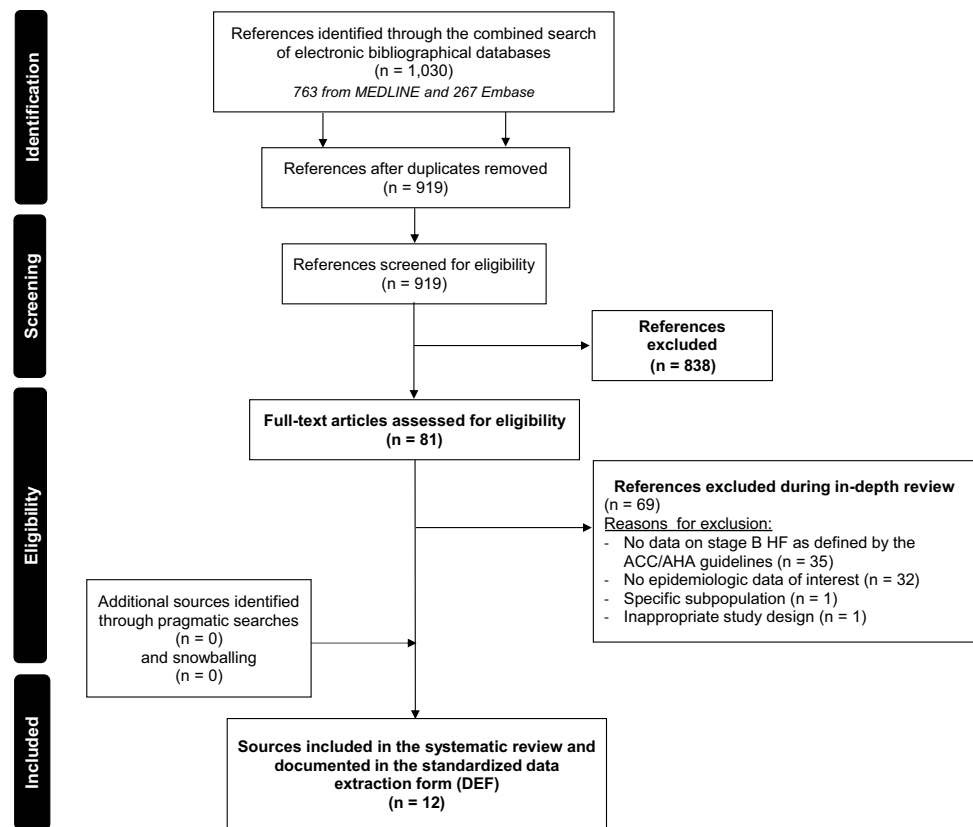 Identification
References identified through the combined search
of electronic bibliographical databases
(n = 1,030)
763 from MEDLINE and 267 Embase
References after duplicates removed
(n = 919)
Screening
References screened for eligibility
(n = 919)
References
excluded
(n = 838)
Eligibility
Full-text articles assessed for eligibility
(n = 81)
References excluded during in-depth review
(n = 69)
Reasons for exclusion:
- No data on stage B HF as defined by the
ACC/AHA guidelines (n = 35)
- No epidemiologic data of interest (n = 32)
- Specific subpopulation (n = 1)
- Inappropriate study design (n = 1)
Additional sources identified
through pragmatic searches
(n = 0)
and snowballing
(n = 0)
Included
Sources included in the systematic review and
documented in the standardized data
extraction form (DEF)
(n = 12)